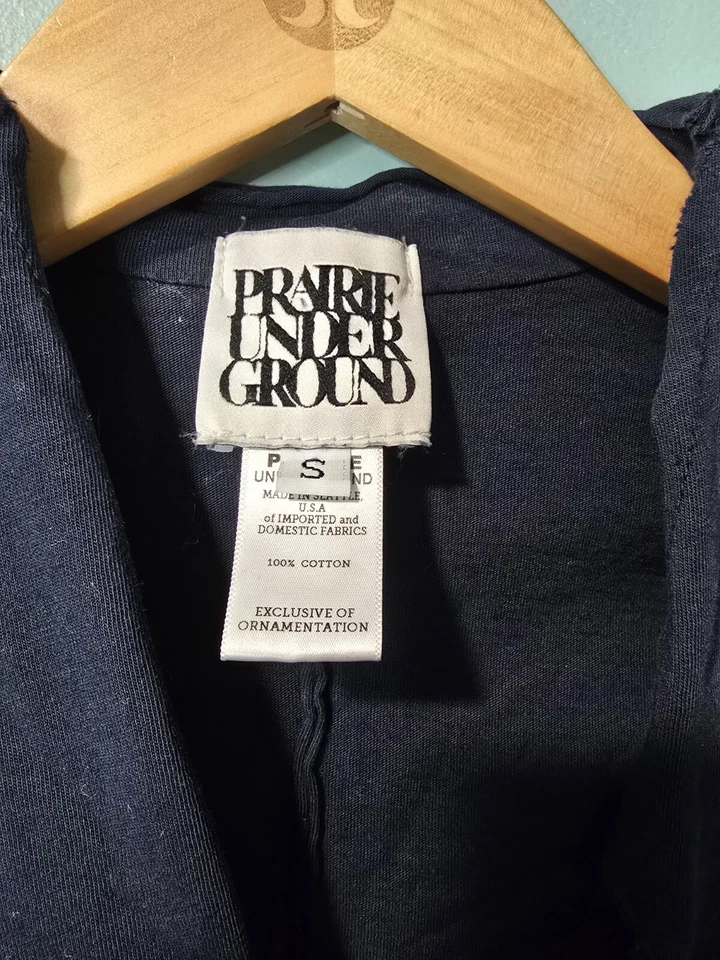 PRAIRIE
UNDER
GROUND
S
MADE IN SEATTLE,
U.S.A
of IMPORTED and
DOMESTIC FABRICS
100% COTTON
EXCLUSIVE OF
ORNAMENTATION